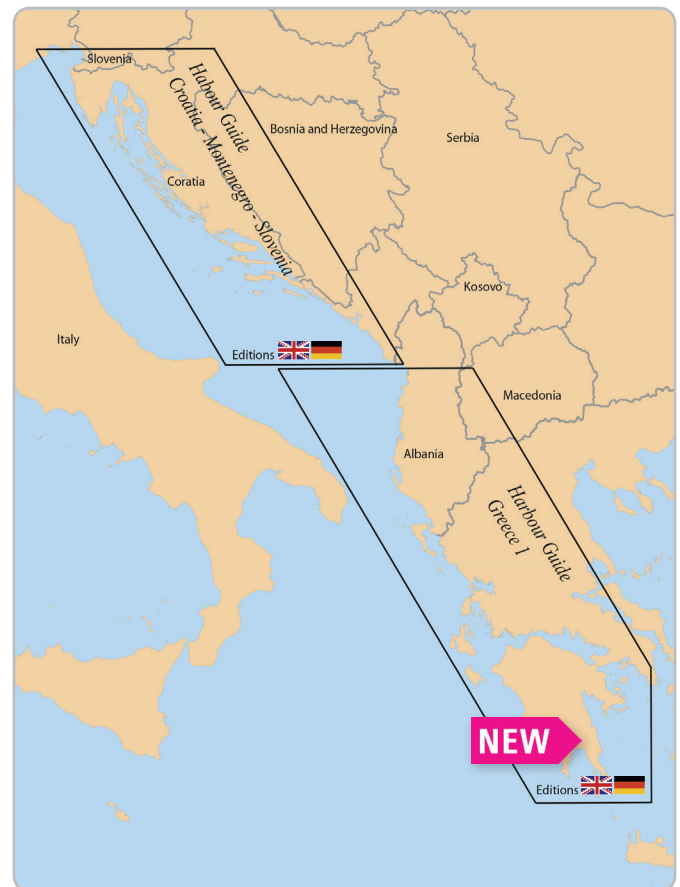 Slovenia
Habour Guide
Croatia - Montenegro - Slovenia
Bosnia and Herzegovina
Serbia
Coratia
Kosovo
Italy
Editions
Macedonia
Albania
Harbour Guide
Greece 1
NEW
Editions